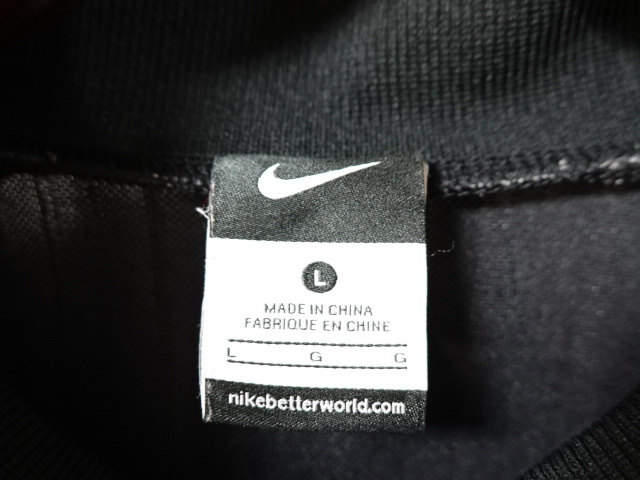 L
MADE IN CHINA
FABRIQUE EN CHINE
L G G
nikebetterworld.com